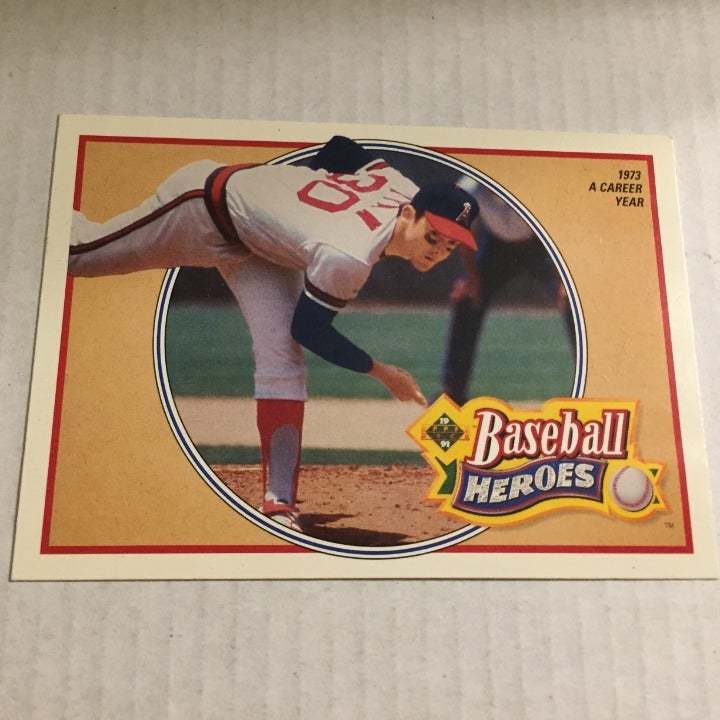 1973
A CAREER
YEAR
30
A
19
91
Baseball
HEROES
TM